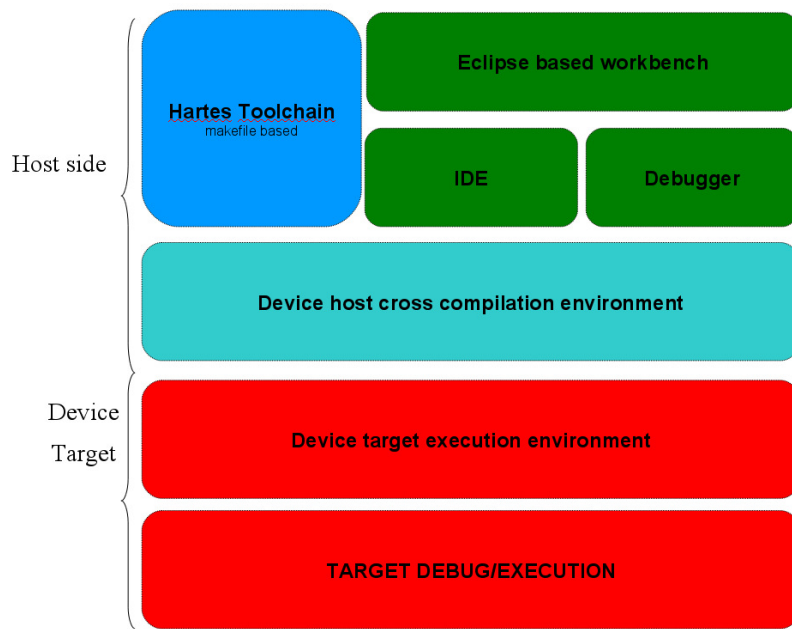 Eclipse based workbench
Hartes Toolchain
makefile based
Host side
IDE
Debugger
Device host cross compilation environment
Device
Target
Device target execution environment
TARGET DEBUG/EXECUTION